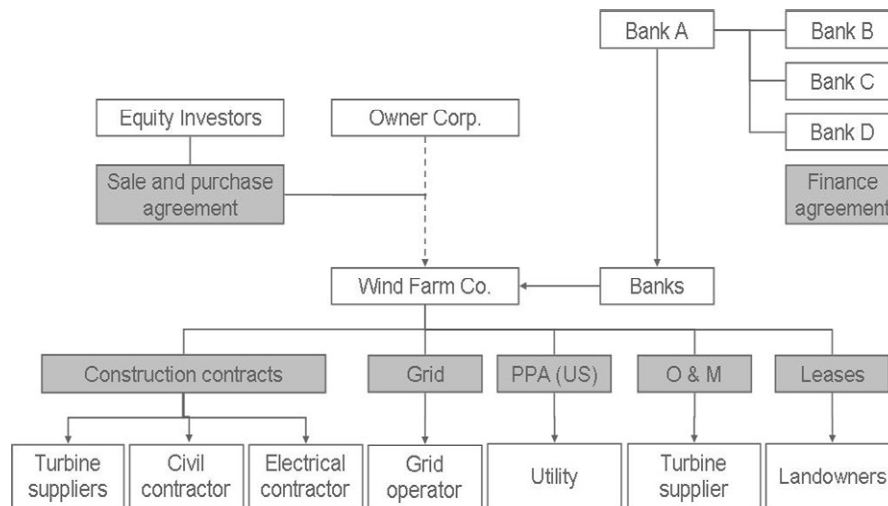 Bank A
Bank B
Bank C
Equity Investors
Owner Corp.
Bank D
Sale and purchase
agreement
Finance
agreement
Wind Farm Co.
Banks
Construction contracts
Grid
PPA (US)
O & M
Leases
Turbine
suppliers
Civil
contractor
Electrical
contractor
Grid
operator
Utility
Turbine
supplier
Landowners